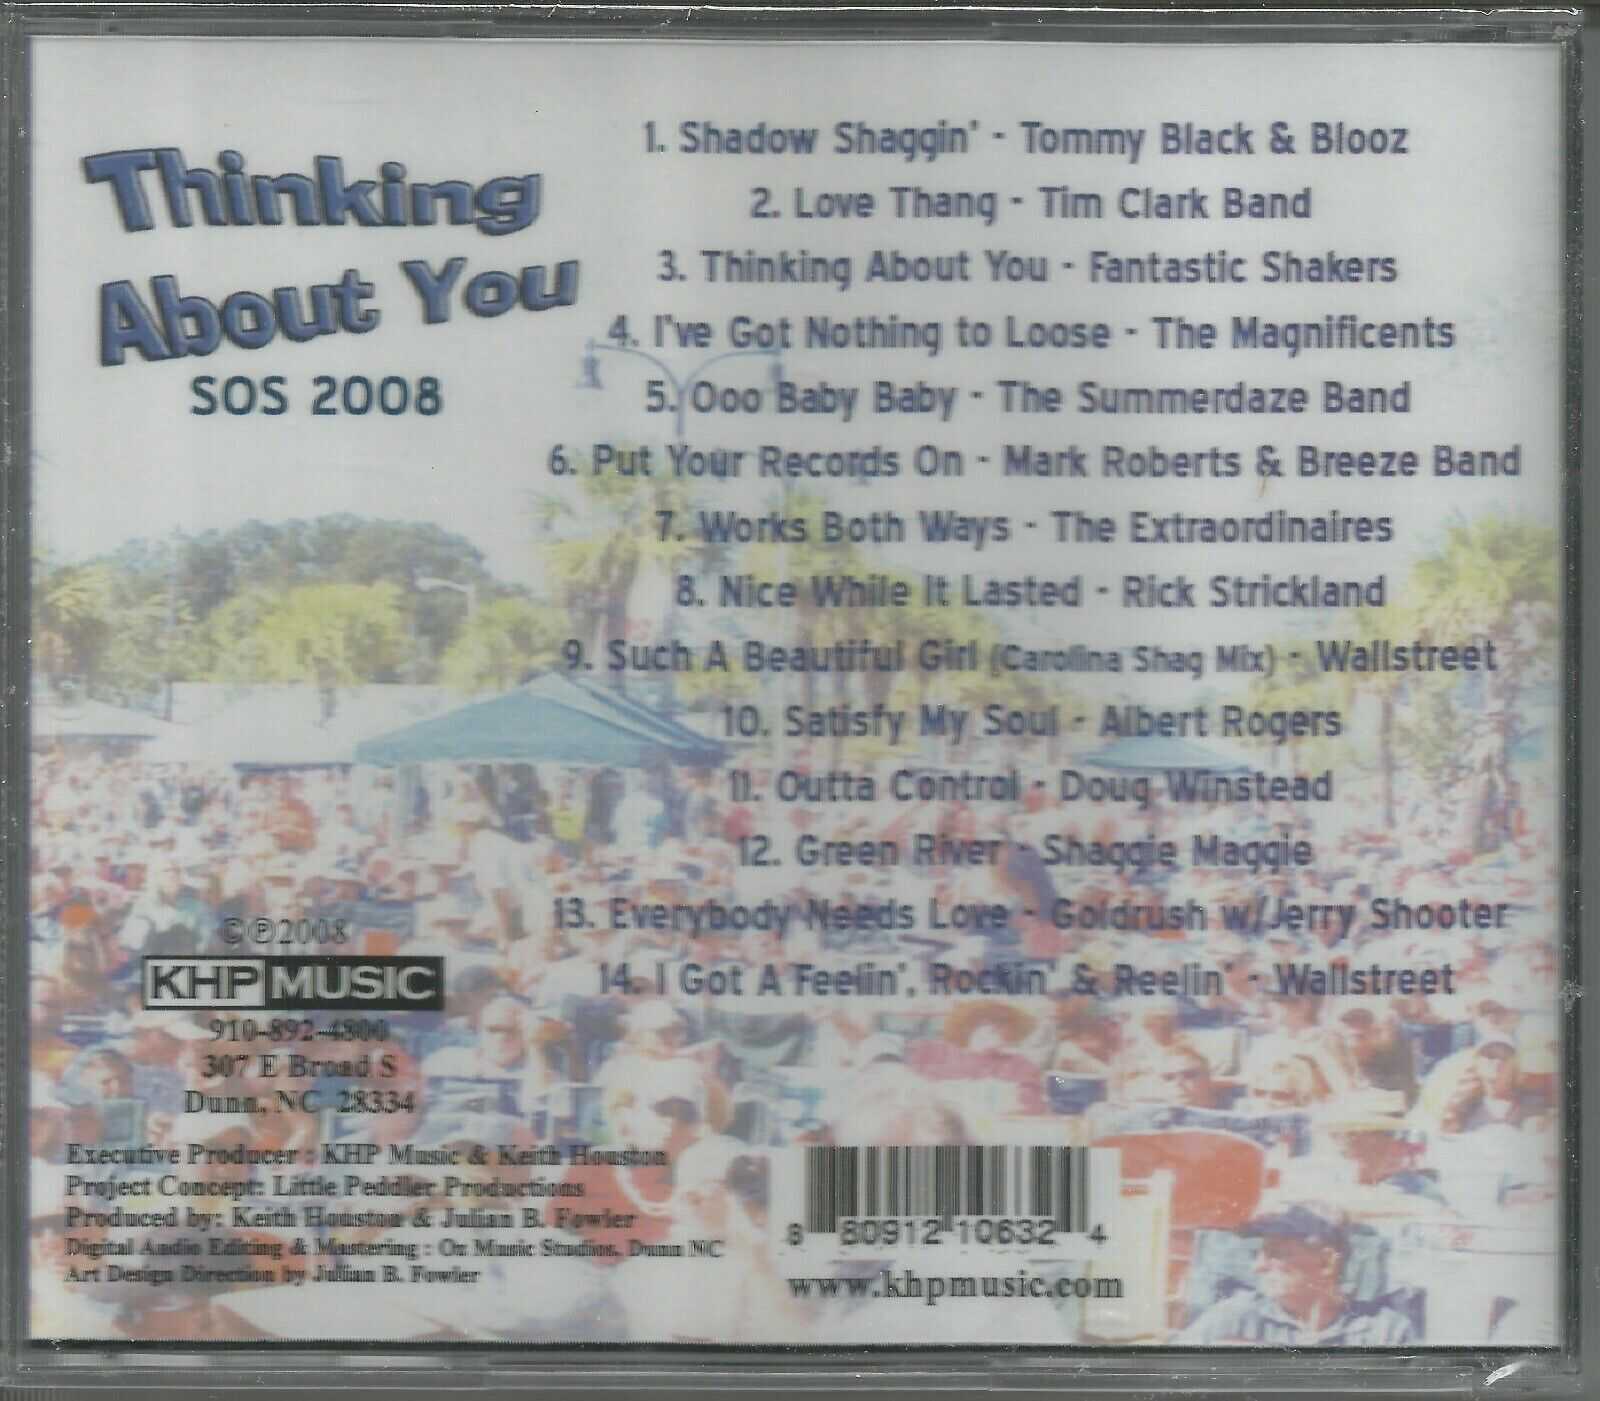 Thinking
About You
SOS 2008
1. Shadow Shaggin' - Tommy Black & Blooz
2. Love Thang - Tim Clark Band
3. Thinking About You - Fantastic Shakers
4. I've Got Nothing to Loose - The Magnificents
5. Ooo Baby Baby - The Summerdaze Band
6. Put Your Records On - Mark Roberts & Breeze Band
7. Works Both Ways - The Extraordinaires
8. Nice While It Lasted - Rick Strickland
9. Such A Beautiful Girl (Carolina Shag Mix) - Wallstreet
10. Satisfy My Soul - Albert Rogers
11. Outta Control - Doug Winstead
12. Green River - Shaggie Maggie
13. Everybody Needs Love - Goldrush w/Jerry Shooter
14. I Got A Feelin', Rockin' & Reelin' - Wallstreet
©℗2008
KHP MUSIC
910-892-4800
307 E Broad S
Dunn, NC 28334
Executive Producer : KHP Music & Keith Houston
Project Concept: Little Peddler Productions
Produced by: Keith Houston & Julian B. Fowler
Digital Audio Editing & Mastering : Oz Music Studios, Dunn NC
Art Design Direction by Julian B. Fowler
8 80912 10632 4
www.khpmusic.com